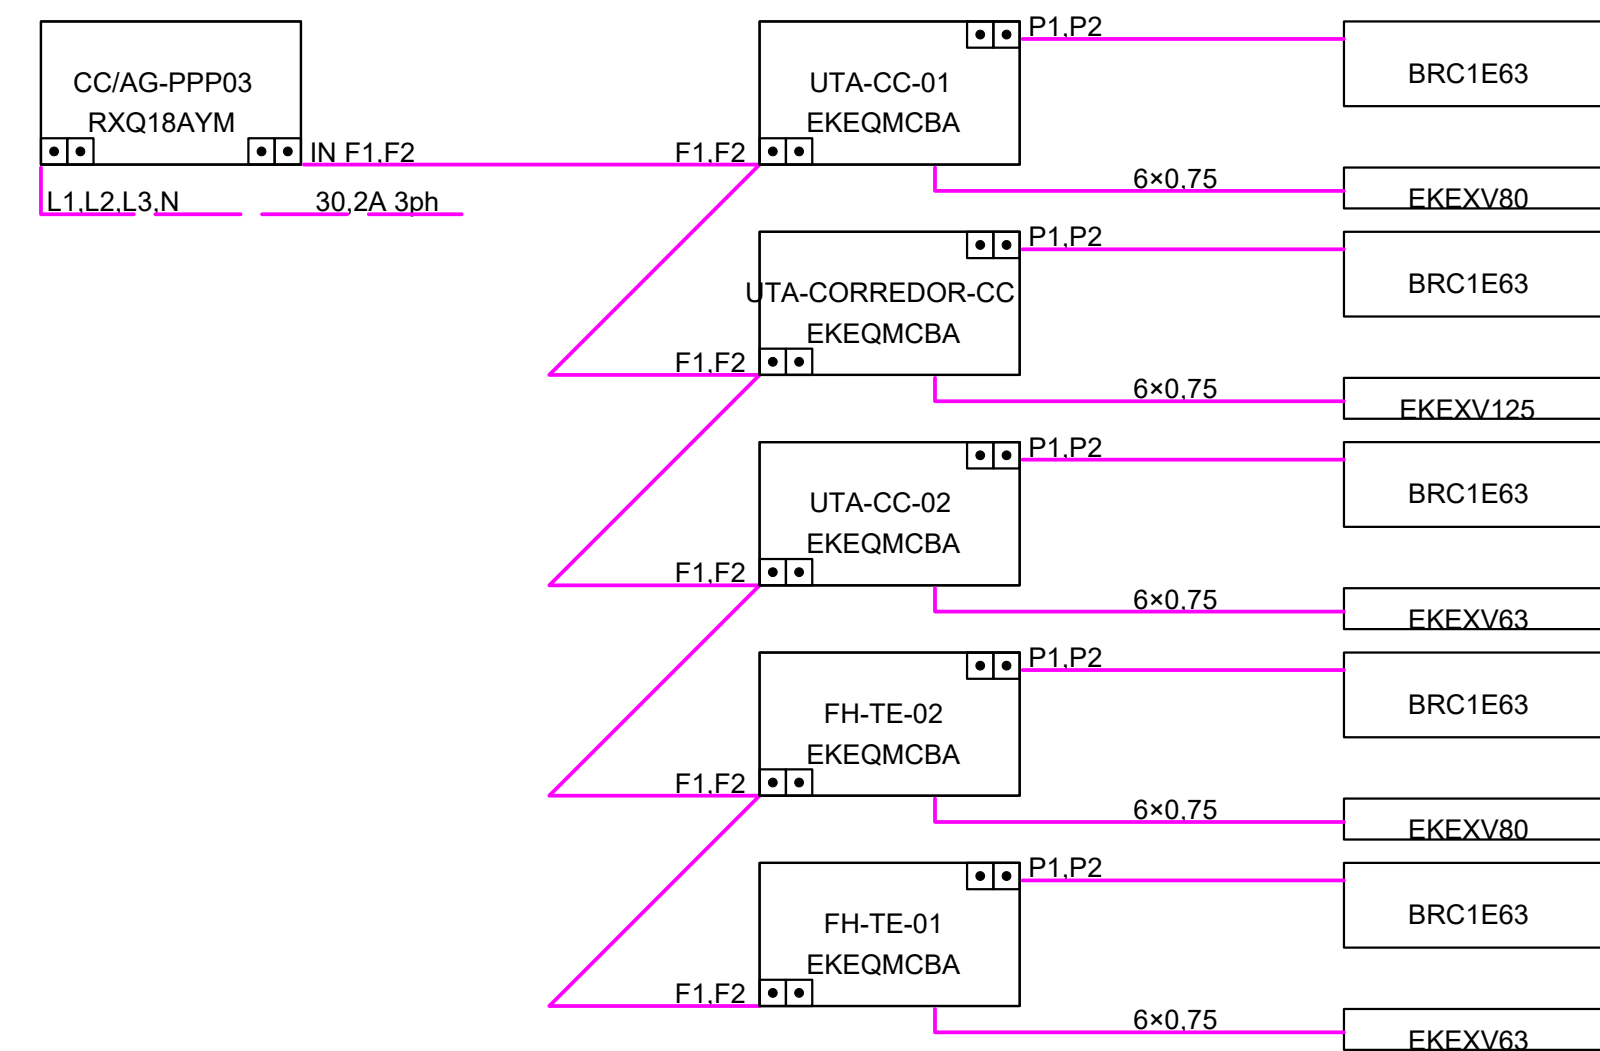 CC/AG-PPP03
RXQ18AYM
IN F1,F2
L1,L2,L3,N
30,2A 3ph
UTA-CC-01
EKEQMCBA
F1,F2
P1,P2
BRC1E63
6×0,75
EKEXV80
UTA-CORREDOR-CC
EKEQMCBA
F1,F2
P1,P2
BRC1E63
6×0,75
EKEXV125
UTA-CC-02
EKEQMCBA
F1,F2
P1,P2
BRC1E63
6×0,75
EKEXV63
FH-TE-02
EKEQMCBA
F1,F2
P1,P2
BRC1E63
6×0,75
EKEXV80
FH-TE-01
EKEQMCBA
F1,F2
P1,P2
BRC1E63
6×0,75
EKEXV63